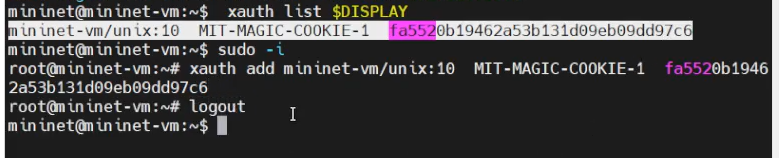 mininet@mininet-vm:~$  xauth list $DISPLAY
mininet-vm/unix:10  MIT-MAGIC-COOKIE-1  fa5520b19462a53b131d09eb09dd97c6
mininet@mininet-vm:~$ sudo -i
root@mininet-vm:~# xauth add mininet-vm/unix:10  MIT-MAGIC-COOKIE-1  fa5520b1946
2a53b131d09eb09dd97c6
root@mininet-vm:~# logout
mininet@mininet-vm:~$